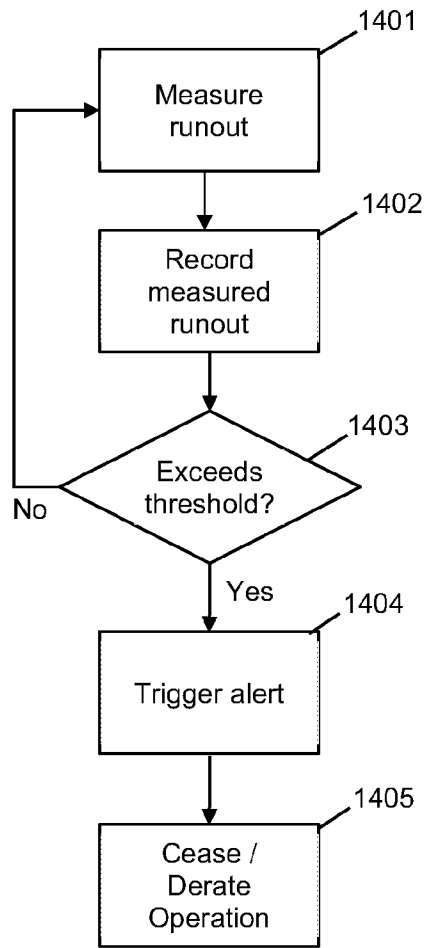 1401
Measure
runout
1402
Record
measured
runout
1403
Exceeds
threshold?
No
Yes
1404
Trigger alert
1405
Cease /
Derate
Operation